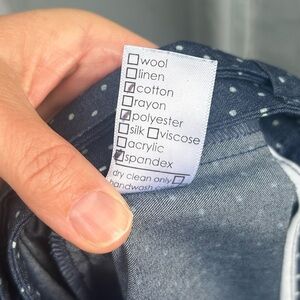 wool
linen
cotton
rayon
polyester
silk viscose
acrylic
spandex
dry clean only
handwash